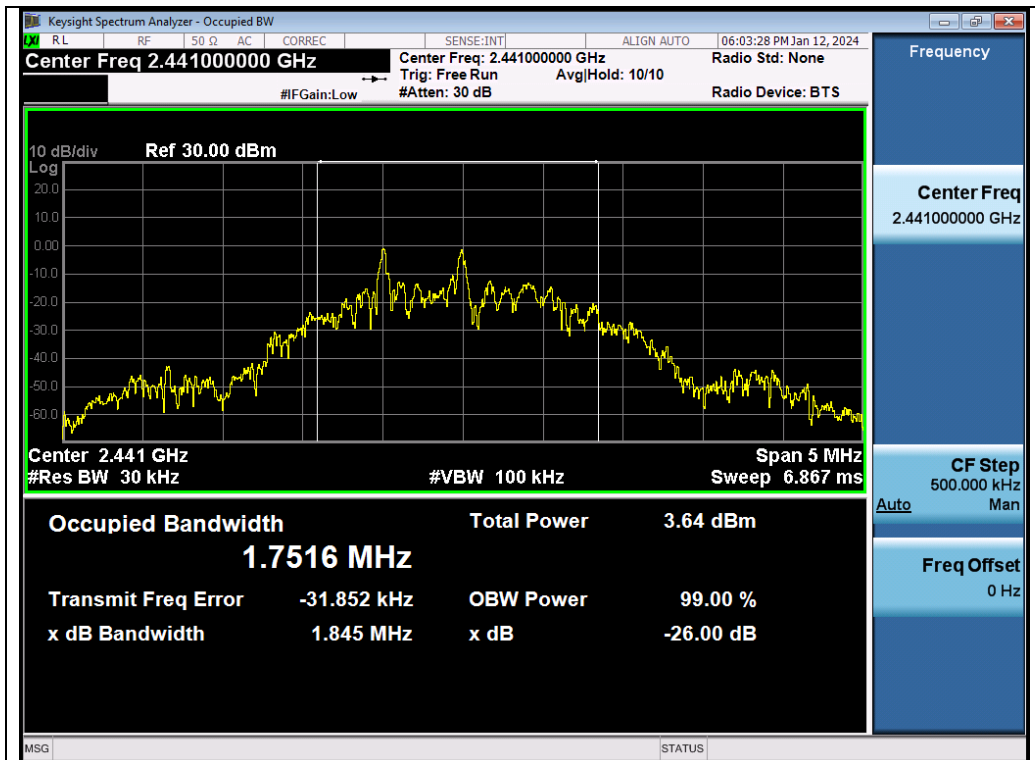 Keysight Spectrum Analyzer - Occupied BW
LXI RL RF 50 Ω AC CORREC SENSE:INT ALIGN AUTO 06:03:28 PM Jan 12, 2024
Center Freq 2.441000000 GHz
Center Freq: 2.441000000 GHz
Radio Std: None
Trig: Free Run Avg|Hold: 10/10
#IFGain:Low
#Atten: 30 dB
Radio Device: BTS
10 dB/div Ref 30.00 dBm
Log
20.0
10.0
0.00
-10.0
-20.0
-30.0
-40.0
-50.0
-60.0
Center 2.441 GHz Span 5 MHz
#Res BW 30 kHz #VBW 100 kHz Sweep 6.867 ms
Occupied Bandwidth Total Power 3.64 dBm
1.7516 MHz
Transmit Freq Error -31.852 kHz OBW Power 99.00 %
x dB Bandwidth 1.845 MHz x dB -26.00 dB
Frequency
Center Freq
2.441000000 GHz
CF Step
500.000 kHz
Auto Man
Freq Offset
0 Hz
MSG STATUS